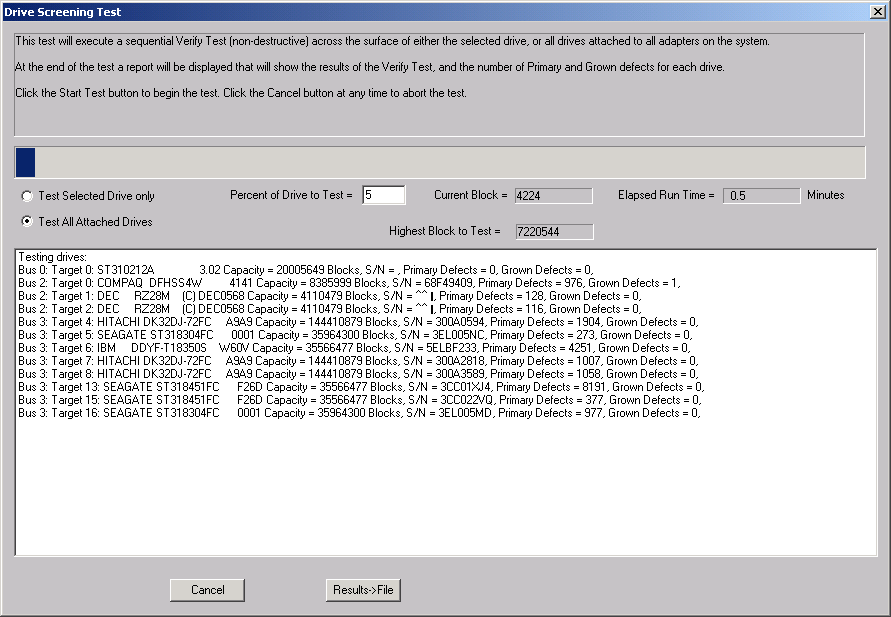 Drive Screening Test
This test will execute a sequential Verify Test (non-destructive) across the surface of either the selected drive, or all drives attached to all adapters on the system.
At the end of the test a report will be displayed that will show the results of the Verify Test, and the number of Primary and Grown defects for each drive.
Click the Start Test button to begin the test. Click the Cancel button at any time to abort the test.
Test Selected Drive only Percent of Drive to Test = 5 Current Block = 4224 Elapsed Run Time = 0.5 Minutes
Test All Attached Drives
Highest Block to Test = 7220544
Testing drives:
Bus 0: Target 0: ST310212A 3.02 Capacity = 20005649 Blocks, S/N = , Primary Defects = 0, Grown Defects = 0,
Bus 2: Target 0: COMPAQ DFHSS4W 4141 Capacity = 8385999 Blocks, S/N = 68F49409, Primary Defects = 976, Grown Defects = 1,
Bus 2: Target 1: DEC RZ28M (C) DEC0568 Capacity = 4110479 Blocks, S/N = ^^ , Primary Defects = 128, Grown Defects = 0,
Bus 2: Target 2: DEC RZ28M (C) DEC0568 Capacity = 4110479 Blocks, S/N = ^^ , Primary Defects = 116, Grown Defects = 0,
Bus 3: Target 4: HITACHI DK32DJ-72FC A9A9 Capacity = 144410879 Blocks, S/N = 300A0594, Primary Defects = 1904, Grown Defects = 0,
Bus 3: Target 5: SEAGATE ST318304FC 0001 Capacity = 35964300 Blocks, S/N = 3EL005NC, Primary Defects = 273, Grown Defects = 0,
Bus 3: Target 6: IBM DDYF-T18350S W60V Capacity = 35566477 Blocks, S/N = 5ELBF233, Primary Defects = 4251, Grown Defects = 0,
Bus 3: Target 7: HITACHI DK32DJ-72FC A9A9 Capacity = 144410879 Blocks, S/N = 300A2818, Primary Defects = 1007, Grown Defects = 0,
Bus 3: Target 8: HITACHI DK32DJ-72FC A9A9 Capacity = 144410879 Blocks, S/N = 300A3589, Primary Defects = 1058, Grown Defects = 0,
Bus 3: Target 13: SEAGATE ST318451FC F26D Capacity = 35566477 Blocks, S/N = 3CC01XJ4, Primary Defects = 8191, Grown Defects = 0,
Bus 3: Target 15: SEAGATE ST318451FC F26D Capacity = 35566477 Blocks, S/N = 3CC022VQ, Primary Defects = 377, Grown Defects = 0,
Bus 3: Target 16: SEAGATE ST318304FC 0001 Capacity = 35964300 Blocks, S/N = 3EL005MD, Primary Defects = 977, Grown Defects = 0,
Cancel Results->File